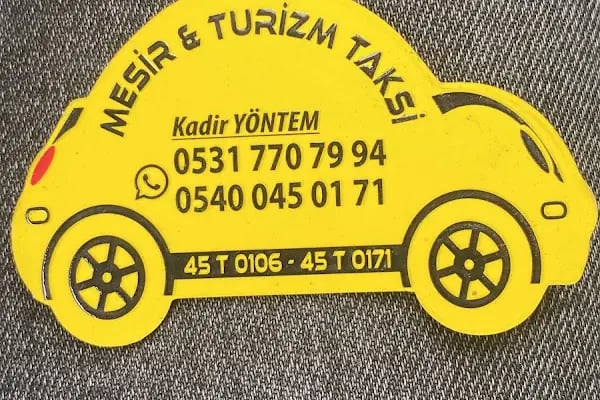 MESİR & TURİZM TAKSİ
Kadir YÖNTEM
0531 770 79 94
0540 045 01 71
45 T 0106 - 45 T 0171